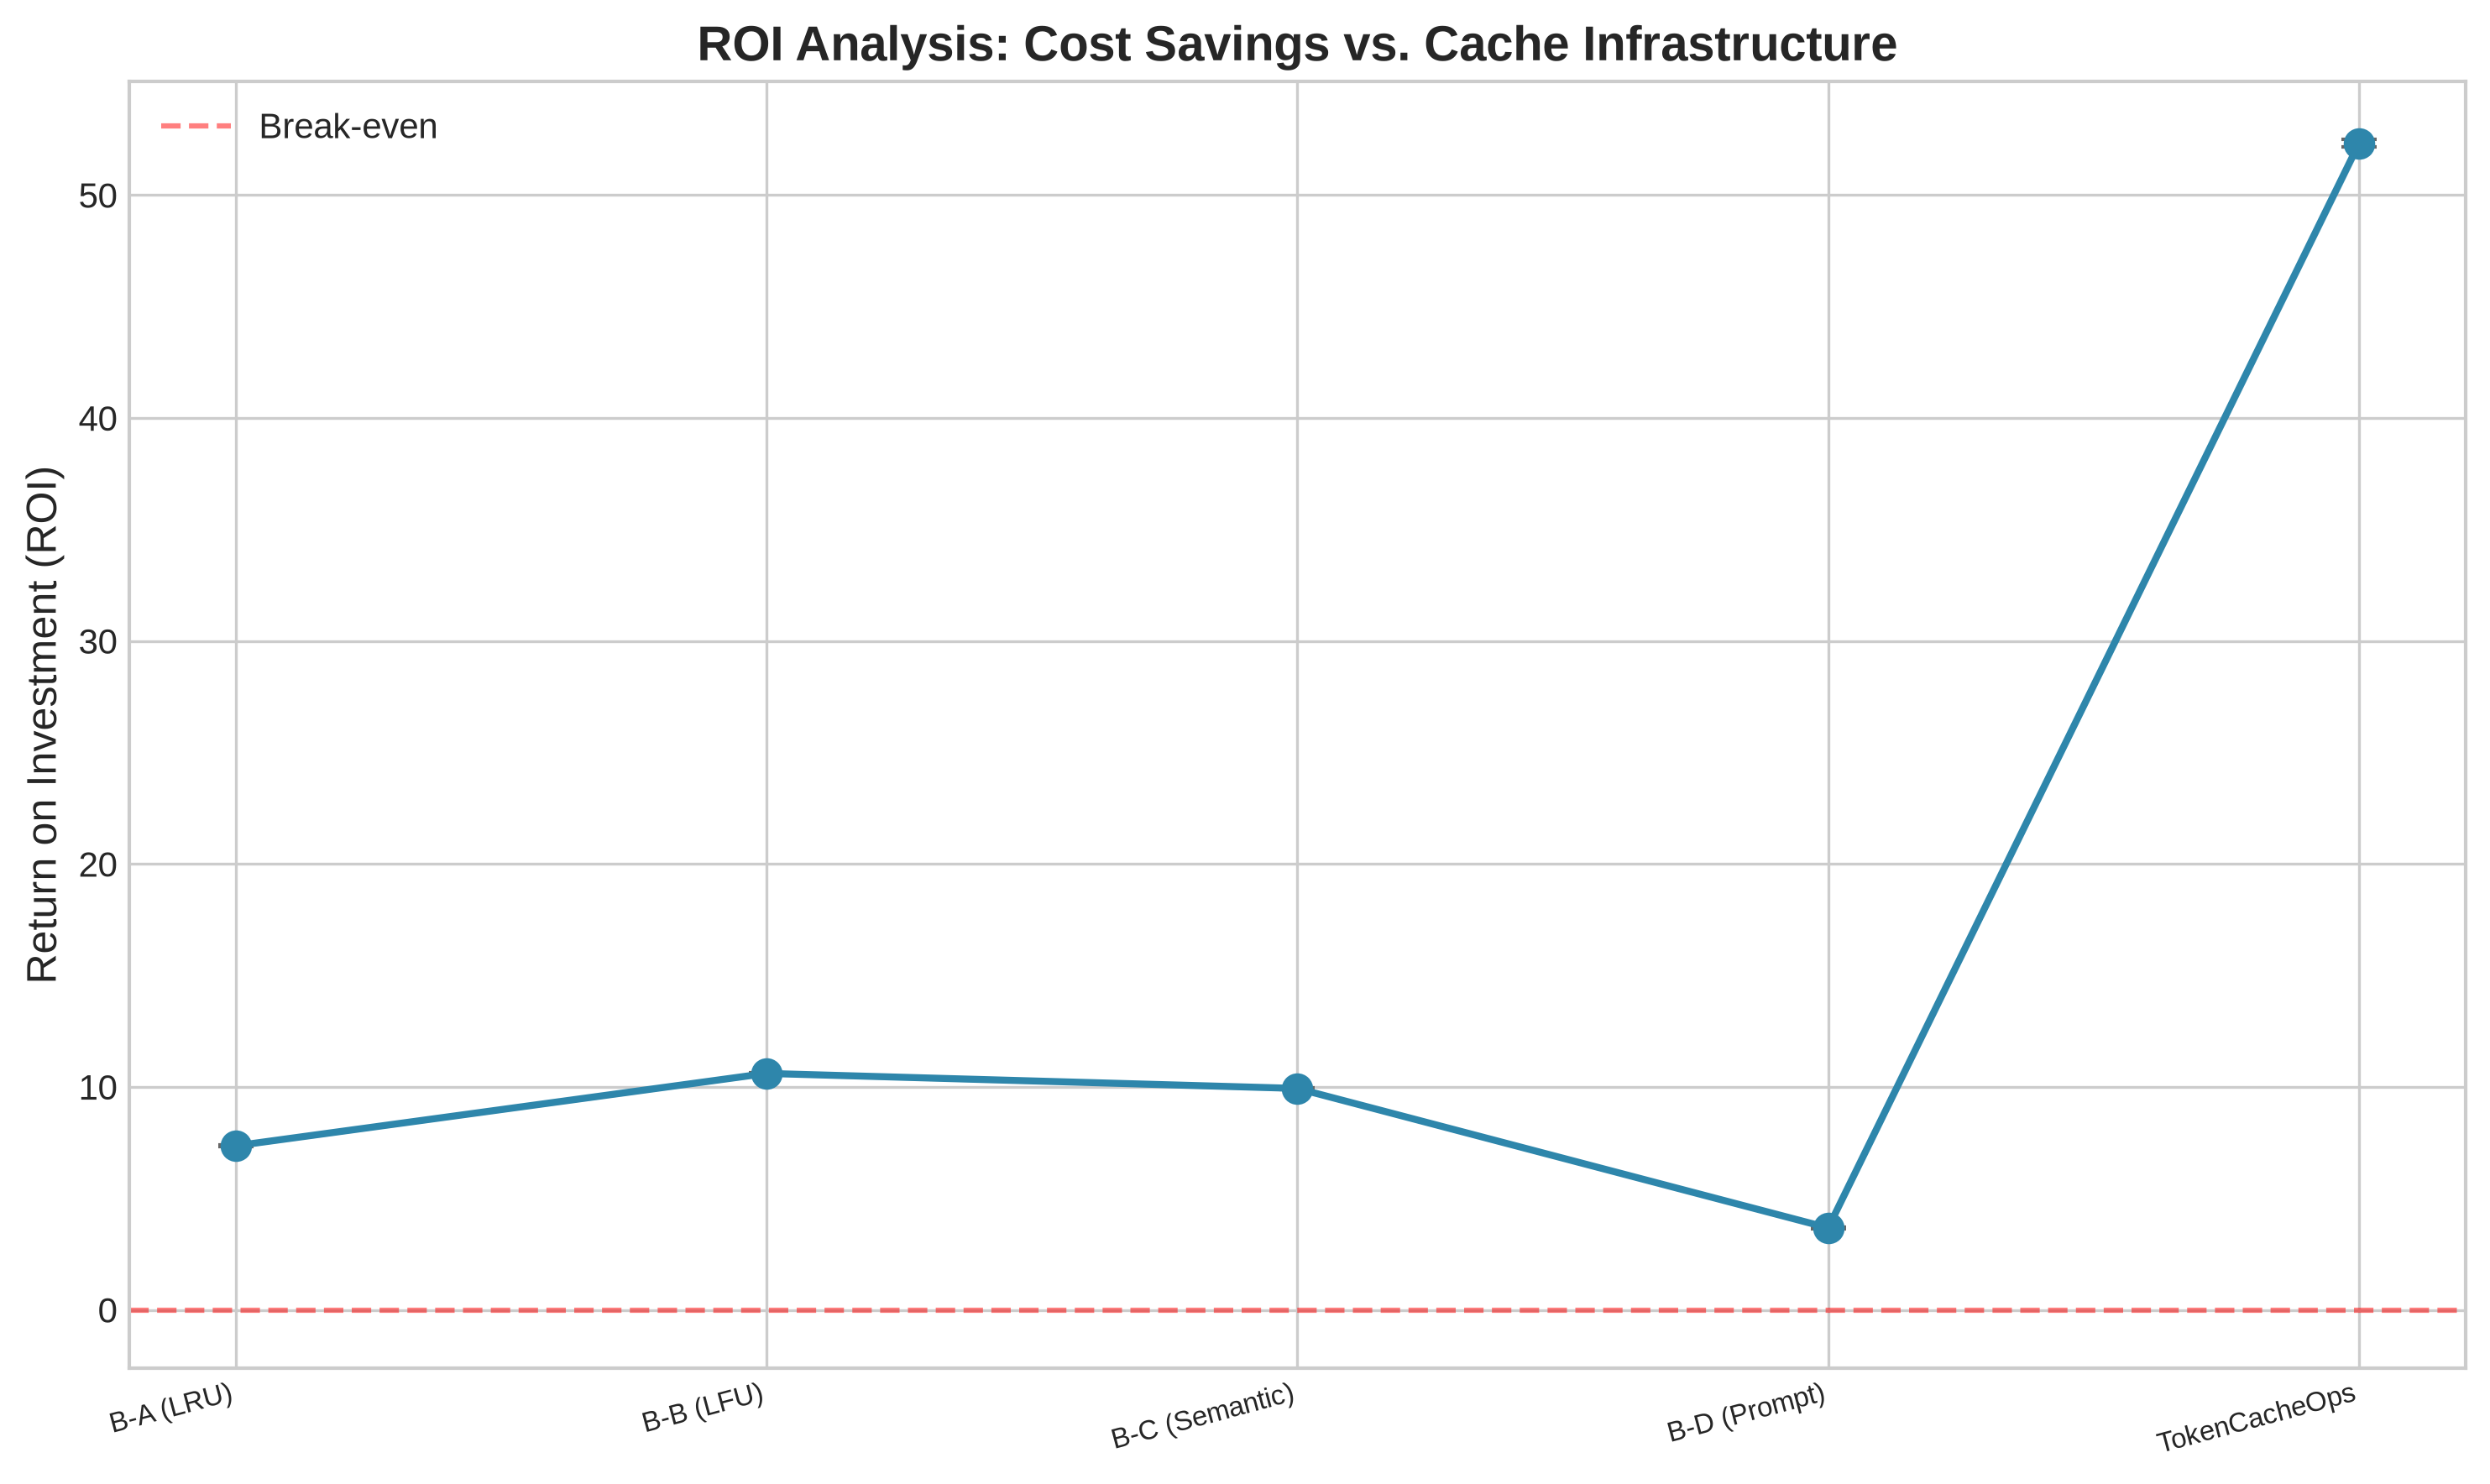 ROI Analysis: Cost Savings vs. Cache Infrastructure
Break-even
Return on Investment (ROI)
50
40
30
20
10
0
B-A (LRU)
B-B (LFU)
B-C (Semantic)
B-D (Prompt)
TokenCacheOps